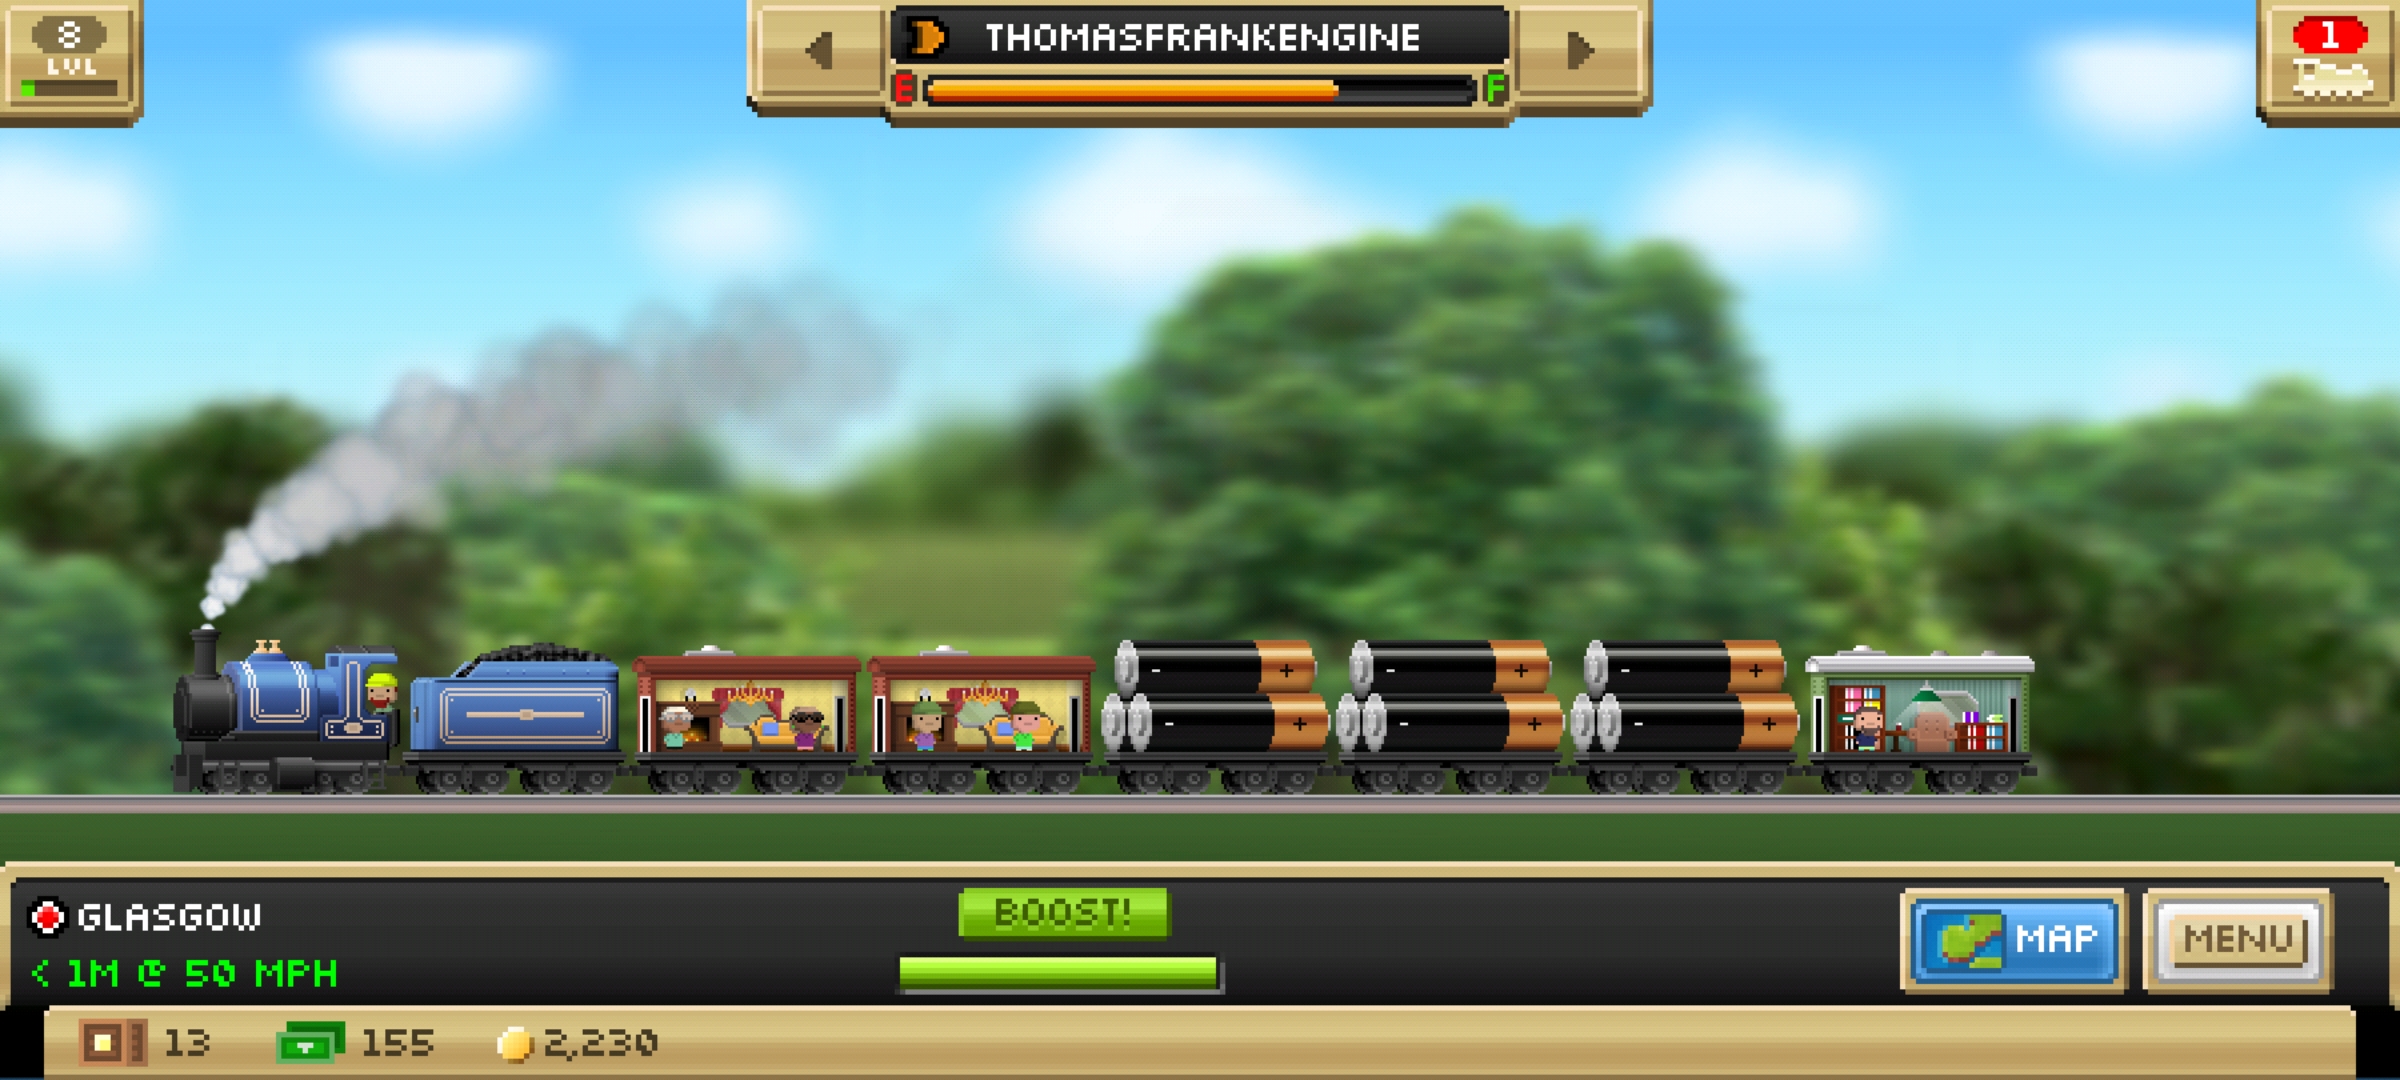 8
LVL
THOMASFRANKENGINE
E F
1
- +
- +
- +
- +
- +
- +
GLASGOW
< 1M @ 50 MPH
BOOST!
MAP
MENU
13
155
2,230